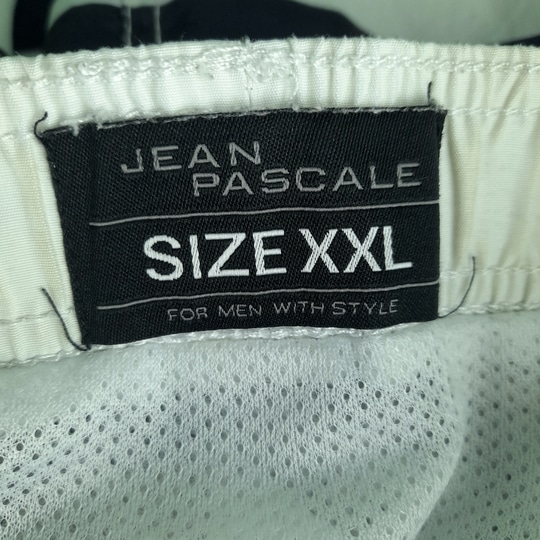 JEAN
PASCALE
SIZE XXL
FOR MEN WITH STYLE